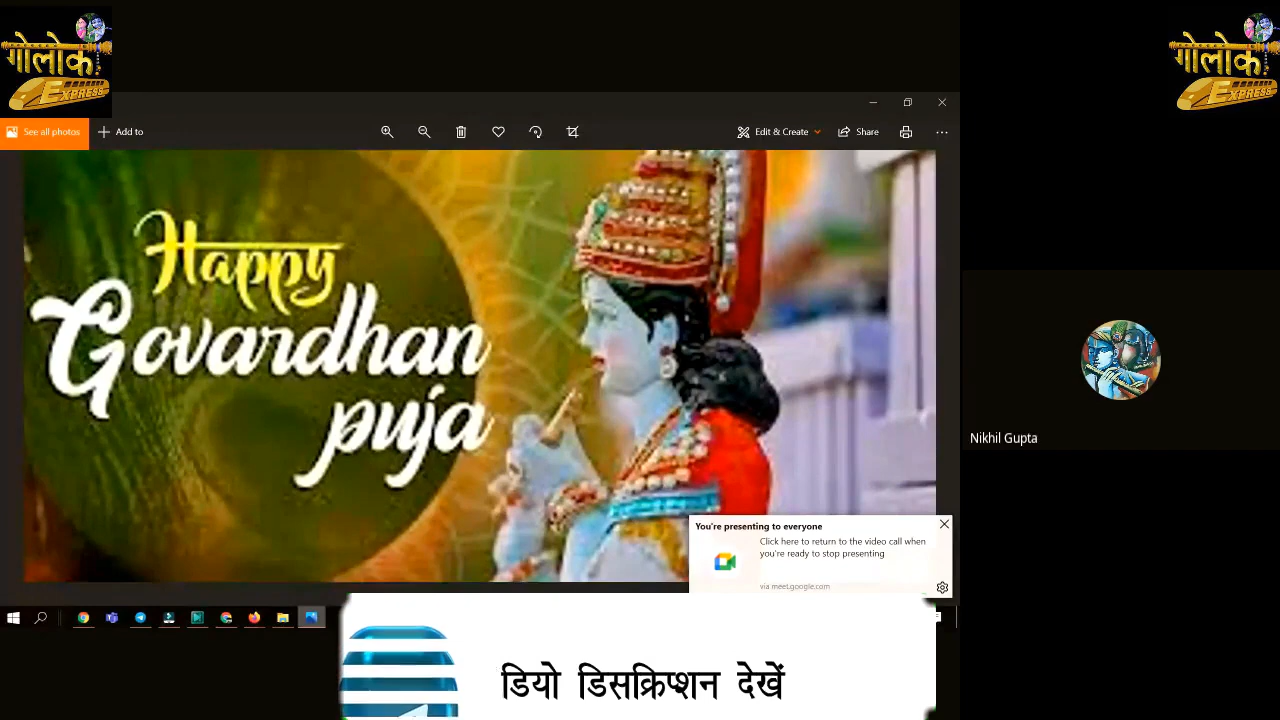 गोलोक
EXPRESS
गोलोक
EXPRESS
See all photos
Add to
Edit & Create
Share
Happy
Govardhan
puja
Nikhil Gupta
You're presenting to everyone
Click here to return to the video call when
you're ready to stop presenting
via meet.google.com
डियो डिसक्रिप्शन देखें